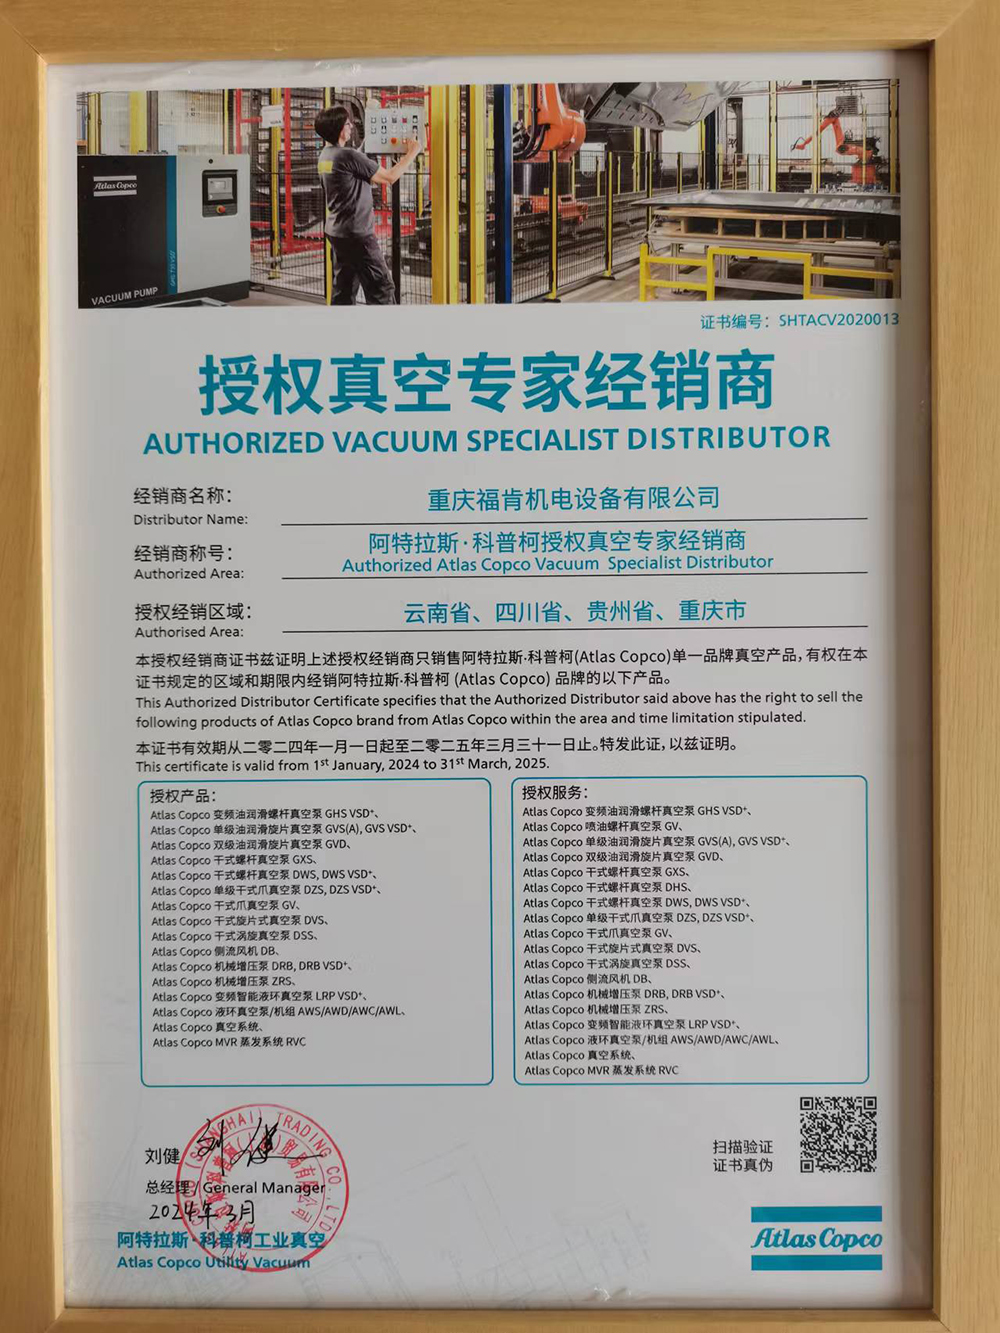 Atlas Copco
GHS 730 VSD+
VACUUM PUMP
证书编号：SHTACV2020013
授权真空专家经销商
AUTHORIZED VACUUM SPECIALIST DISTRIBUTOR
经销商名称：
重庆福肯机电设备有限公司
Distributor Name:
经销商称号：
阿特拉斯·科普柯授权真空专家经销商
Authorized Area:
Authorized Atlas Copco Vacuum Specialist Distributor
授权经销区域：
云南省、四川省、贵州省、重庆市
Authorised Area:
本授权经销商证书兹证明上述授权经销商只销售阿特拉斯·科普柯(Atlas Copco)单一品牌真空产品，有权在本
证书规定的区域和期限内经销阿特拉斯·科普柯 (Atlas Copco) 品牌的以下产品。
This Authorized Distributor Certificate specifies that the Authorized Distributor said above has the right to sell the
following products of Atlas Copco brand from Atlas Copco within the area and time limitation stipulated.
本证书有效期从二零二四年一月一日起至二零二五年三月三十一日止。特发此证，以兹证明。
This certificate is valid from 1st January, 2024 to 31st March, 2025.
授权产品：
Atlas Copco 变频油润滑螺杆真空泵 GHS VSD+、
Atlas Copco 单级油润滑旋片真空泵 GVS(A), GVS VSD+、
Atlas Copco 双级油润滑旋片真空泵 GVD、
Atlas Copco 干式螺杆真空泵 GXS、
Atlas Copco 干式螺杆真空泵 DWS, DWS VSD+、
Atlas Copco 单级干式爪真空泵 DZS, DZS VSD+、
Atlas Copco 干式爪真空泵 GV、
Atlas Copco 干式旋片式真空泵 DVS、
Atlas Copco 干式涡旋真空泵 DSS、
Atlas Copco 侧流风机 DB、
Atlas Copco 机械增压泵 DRB, DRB VSD+、
Atlas Copco 机械增压泵 ZRS、
Atlas Copco 变频智能液环真空泵 LRP VSD+、
Atlas Copco 液环真空泵/机组 AWS/AWD/AWC/AWL、
Atlas Copco 真空系统、
Atlas Copco MVR 蒸发系统 RVC
授权服务：
Atlas Copco 变频油润滑螺杆真空泵 GHS VSD+、
Atlas Copco 喷油螺杆真空泵 GV、
Atlas Copco 单级油润滑旋片真空泵 GVS(A), GVS VSD+、
Atlas Copco 双级油润滑旋片真空泵 GVD、
Atlas Copco 干式螺杆真空泵 GXS、
Atlas Copco 干式螺杆真空泵 DHS、
Atlas Copco 干式螺杆真空泵 DWS, DWS VSD+、
Atlas Copco 单级干式爪真空泵 DZS, DZS VSD+、
Atlas Copco 干式爪真空泵 GV、
Atlas Copco 干式旋片式真空泵 DVS、
Atlas Copco 干式涡旋真空泵 DSS、
Atlas Copco 侧流风机 DB、
Atlas Copco 机械增压泵 DRB, DRB VSD+、
Atlas Copco 机械增压泵 ZRS、
Atlas Copco 变频智能液环真空泵 LRP VSD+、
Atlas Copco 液环真空泵/机组 AWS/AWD/AWC/AWL、
Atlas Copco 真空系统、
Atlas Copco MVR 蒸发系统 RVC
刘健 刘健
(SHANGHAI) TRADING CO., LTD
贸易有限公司
总经理/General Manager
2024年3月
阿特拉斯·科普柯工业真空
Atlas Copco Utility Vacuum
扫描验证
证书真伪
Atlas Copco